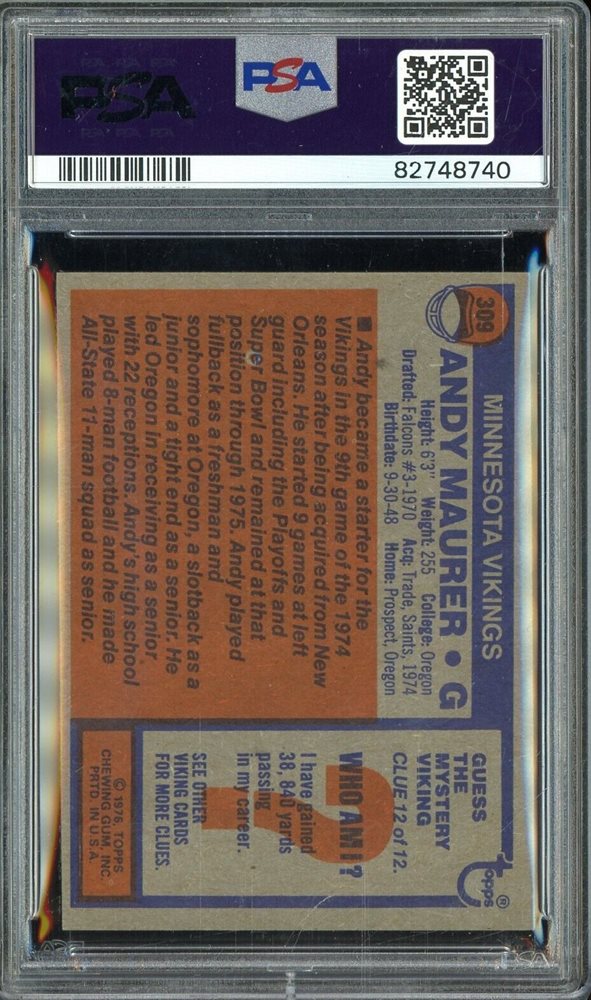 PSA
PSA
82748740
309
MINNESOTA VIKINGS
ANDY MAURER • G
Height: 6'3" Weight: 255 College: Oregon
Drafted: Falcons #3-1970 Acq: Trade, Saints, 1974
Birthdate: 9-30-48 Home: Prospect, Oregon
■ Andy became a starter for the
Vikings in the 9th game of the 1974
season after being acquired from New
Orleans. He started 9 games at left
guard including the Playoffs and
Super Bowl and remained at that
position through 1975. Andy played
fullback as a freshman and
sophomore at Oregon, a slotback as a
junior and a tight end as a senior. He
led Oregon in receiving as a senior
with 22 receptions. Andy's high school
played 8-man football and he made
All-State 11-man squad as senior.
GUESS
THE
MYSTERY
VIKING
CLUE 12 of 12.
topps ®
?
WHO AM I?
I have gained
38,840 yards
passing
in my career.
SEE OTHER
VIKING CARDS
FOR MORE CLUES.
© 1976, TOPPS
CHEWING GUM, INC.
PRTD IN U.S.A.